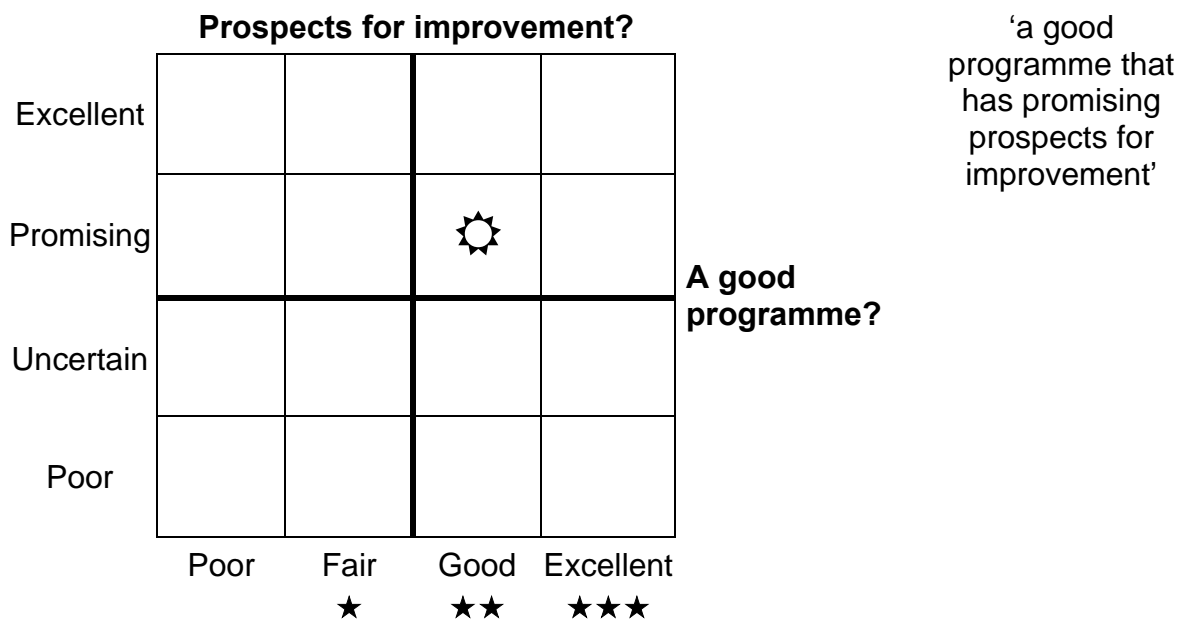 Prospects for improvement?
‘a good
programme that
has promising
prospects for
improvement’
Excellent
Promising
A good
programme?
Uncertain
Poor
Poor Fair Good Excellent
★ ★★ ★★★